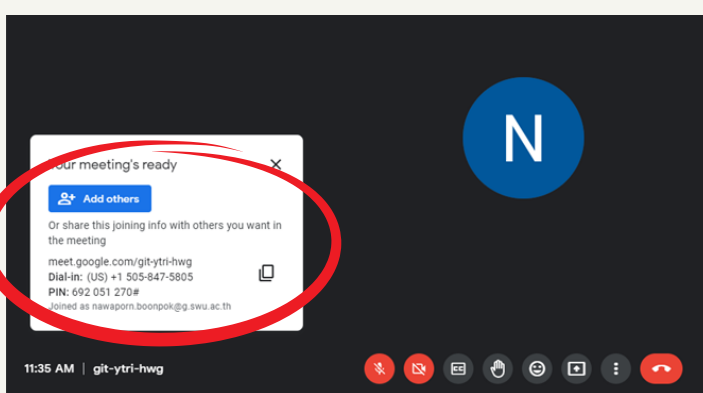 N
Your meeting's ready
Add others
Or share this joining info with others you want in
the meeting
meet.google.com/git-ytri-hwg
Dial-in: (US) +1 505-847-5805
PIN: 692 051 270#
Joined as nawaporn.boonpok@g.swu.ac.th
11:35 AM | git-ytri-hwg
CC